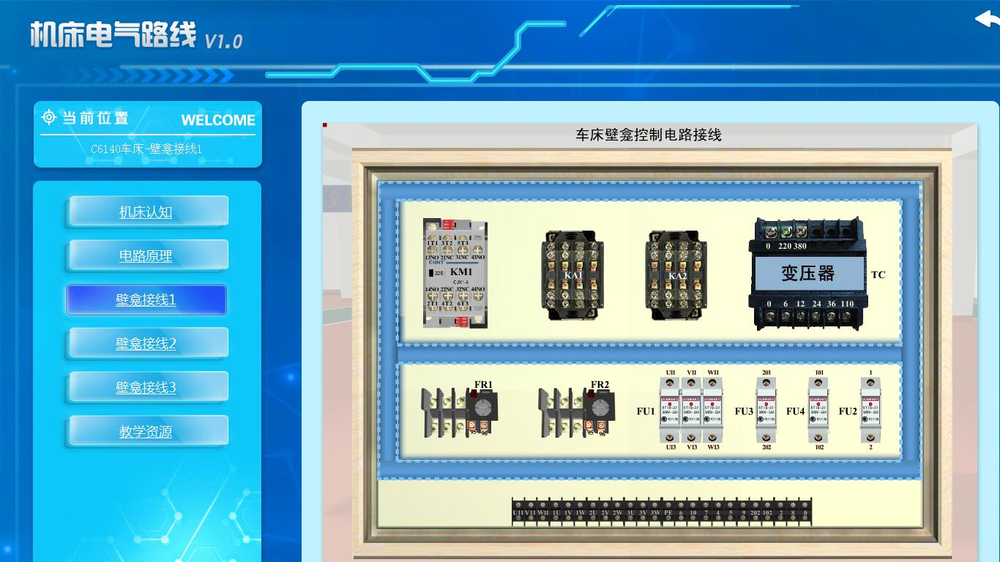 机床电气路线 V1.0
当前位置 WELCOME
C6140车床-壁龛接线1
机床认知
电路原理
壁龛接线1
壁龛接线2
壁龛接线3
教学资源
车床壁龛控制电路接线
1T1 3T2 5T3
13NO 21NC 31NC 43NO
CHNT
22E KM1
CJX1-9
14NO 22NC 32NC 44NO
2T1 4T2 6T3
KA1
KA2
0 220 380
变压器
TC
0 6 12 24 36 110
FR1
95 96
FR2
95 96
U11 V11 W11
FU1
U13 V13 W13
201
FU3
202
101
FU4
102
1
FU2
2
U11 V11 W11 1U 1V 1W 2U 2V 2W 3U 3V 3W PE 6 10 7 4 5 9 202 102 2 8 0